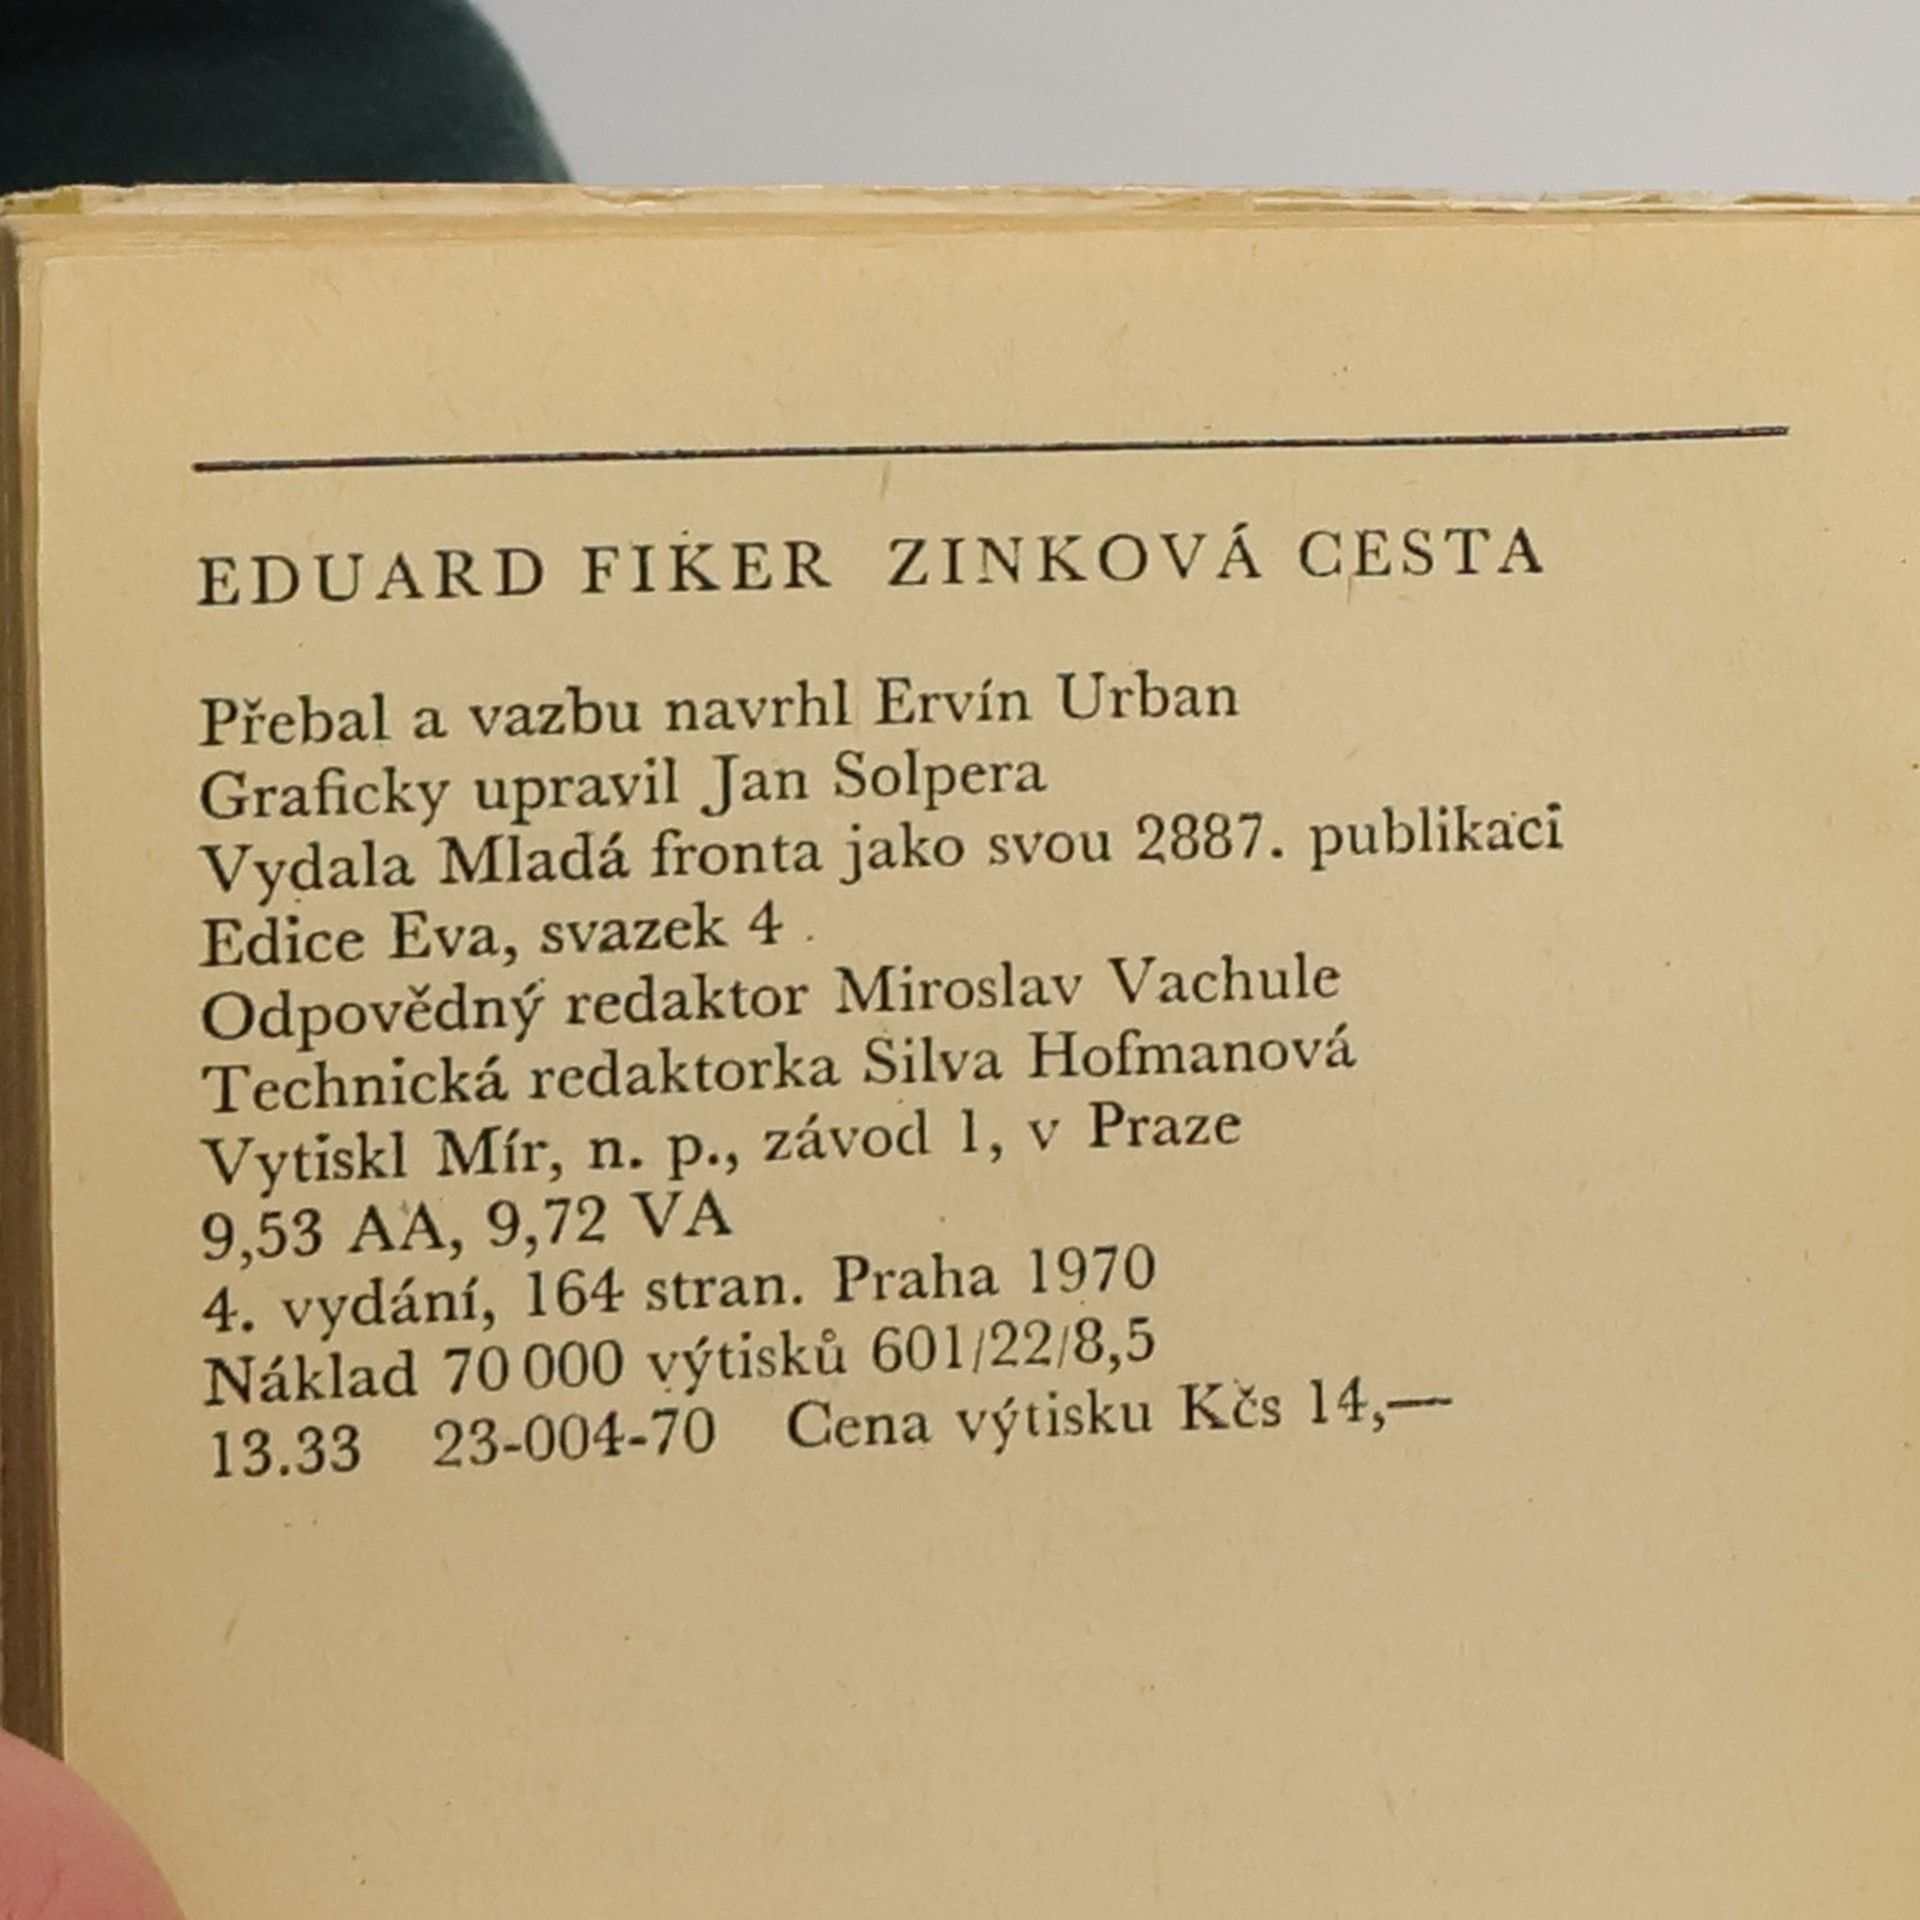 EDUARD FIKER ZINKOVÁ CESTA
Přebal a vazbu navrhl Ervín Urban
Graficky upravil Jan Solpera
Vydala Mladá fronta jako svou 2887. publikaci
Edice Eva, svazek 4
Odpovědný redaktor Miroslav Vachule
Technická redaktorka Silva Hofmanová
Vytiskl Mír, n. p., závod 1, v Praze
9,53 AA, 9,72 VA
4. vydání, 164 stran. Praha 1970
Náklad 70 000 výtisků 601/22/8,5
13.33 23-004-70 Cena výtisku Kčs 14,—